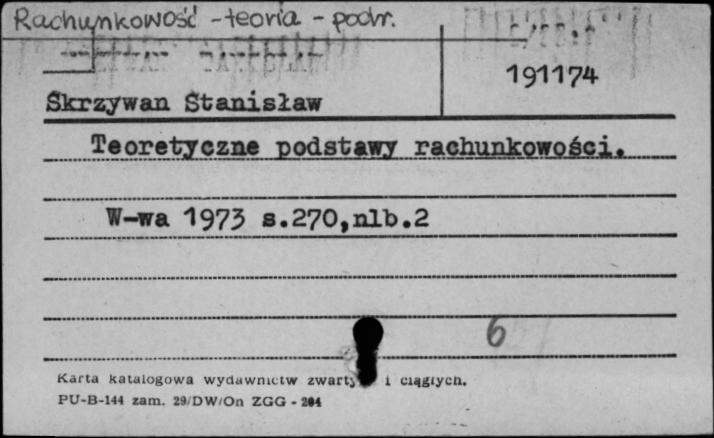 Rachunkowość - teoria - podr.
191174
Skrzywan Stanisław
Teoretyczne podstawy rachunkowości.
W-wa 1973 s.270,nlb.2
6
Karta katalogowa wydawnictw i ciągłych.
PU-B-144 zam. 29/DW/On ZGG - 204